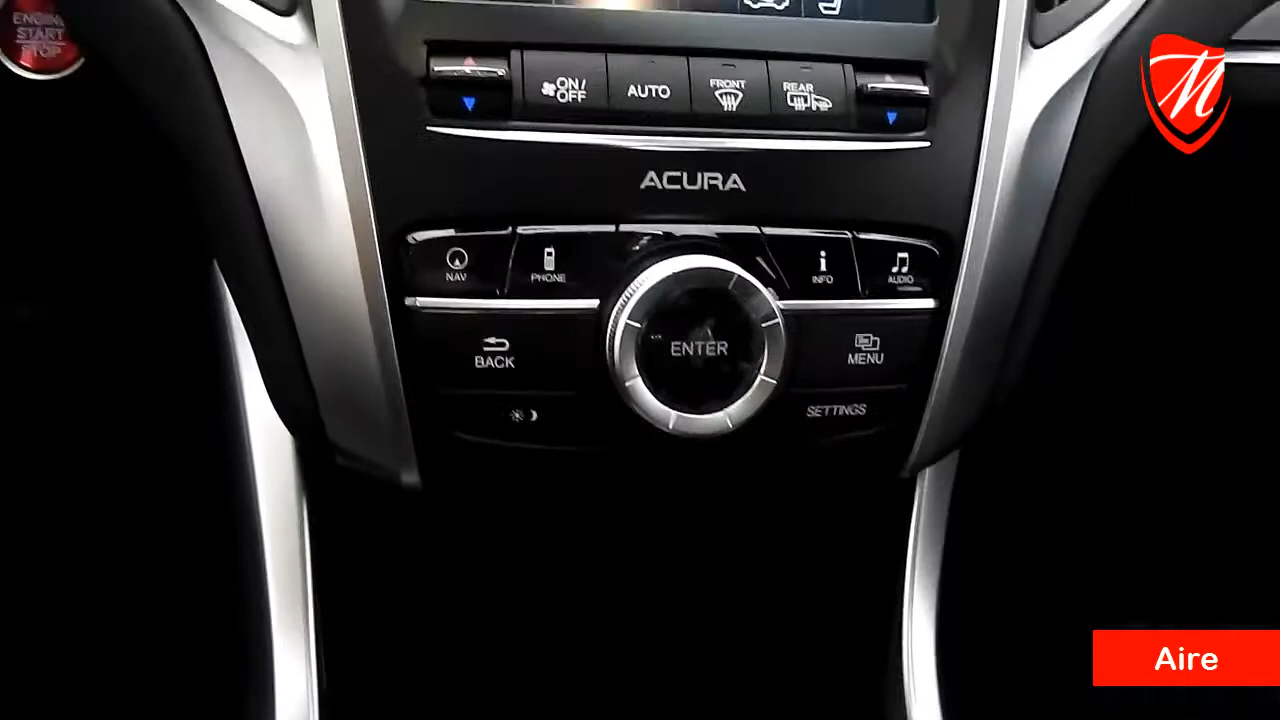 ENGINE
START
STOP
ON/
OFF
AUTO
FRONT
REAR
M
ACURA
NAV
PHONE
INFO
AUDIO
ENTER
BACK
MENU
SETTINGS
Aire